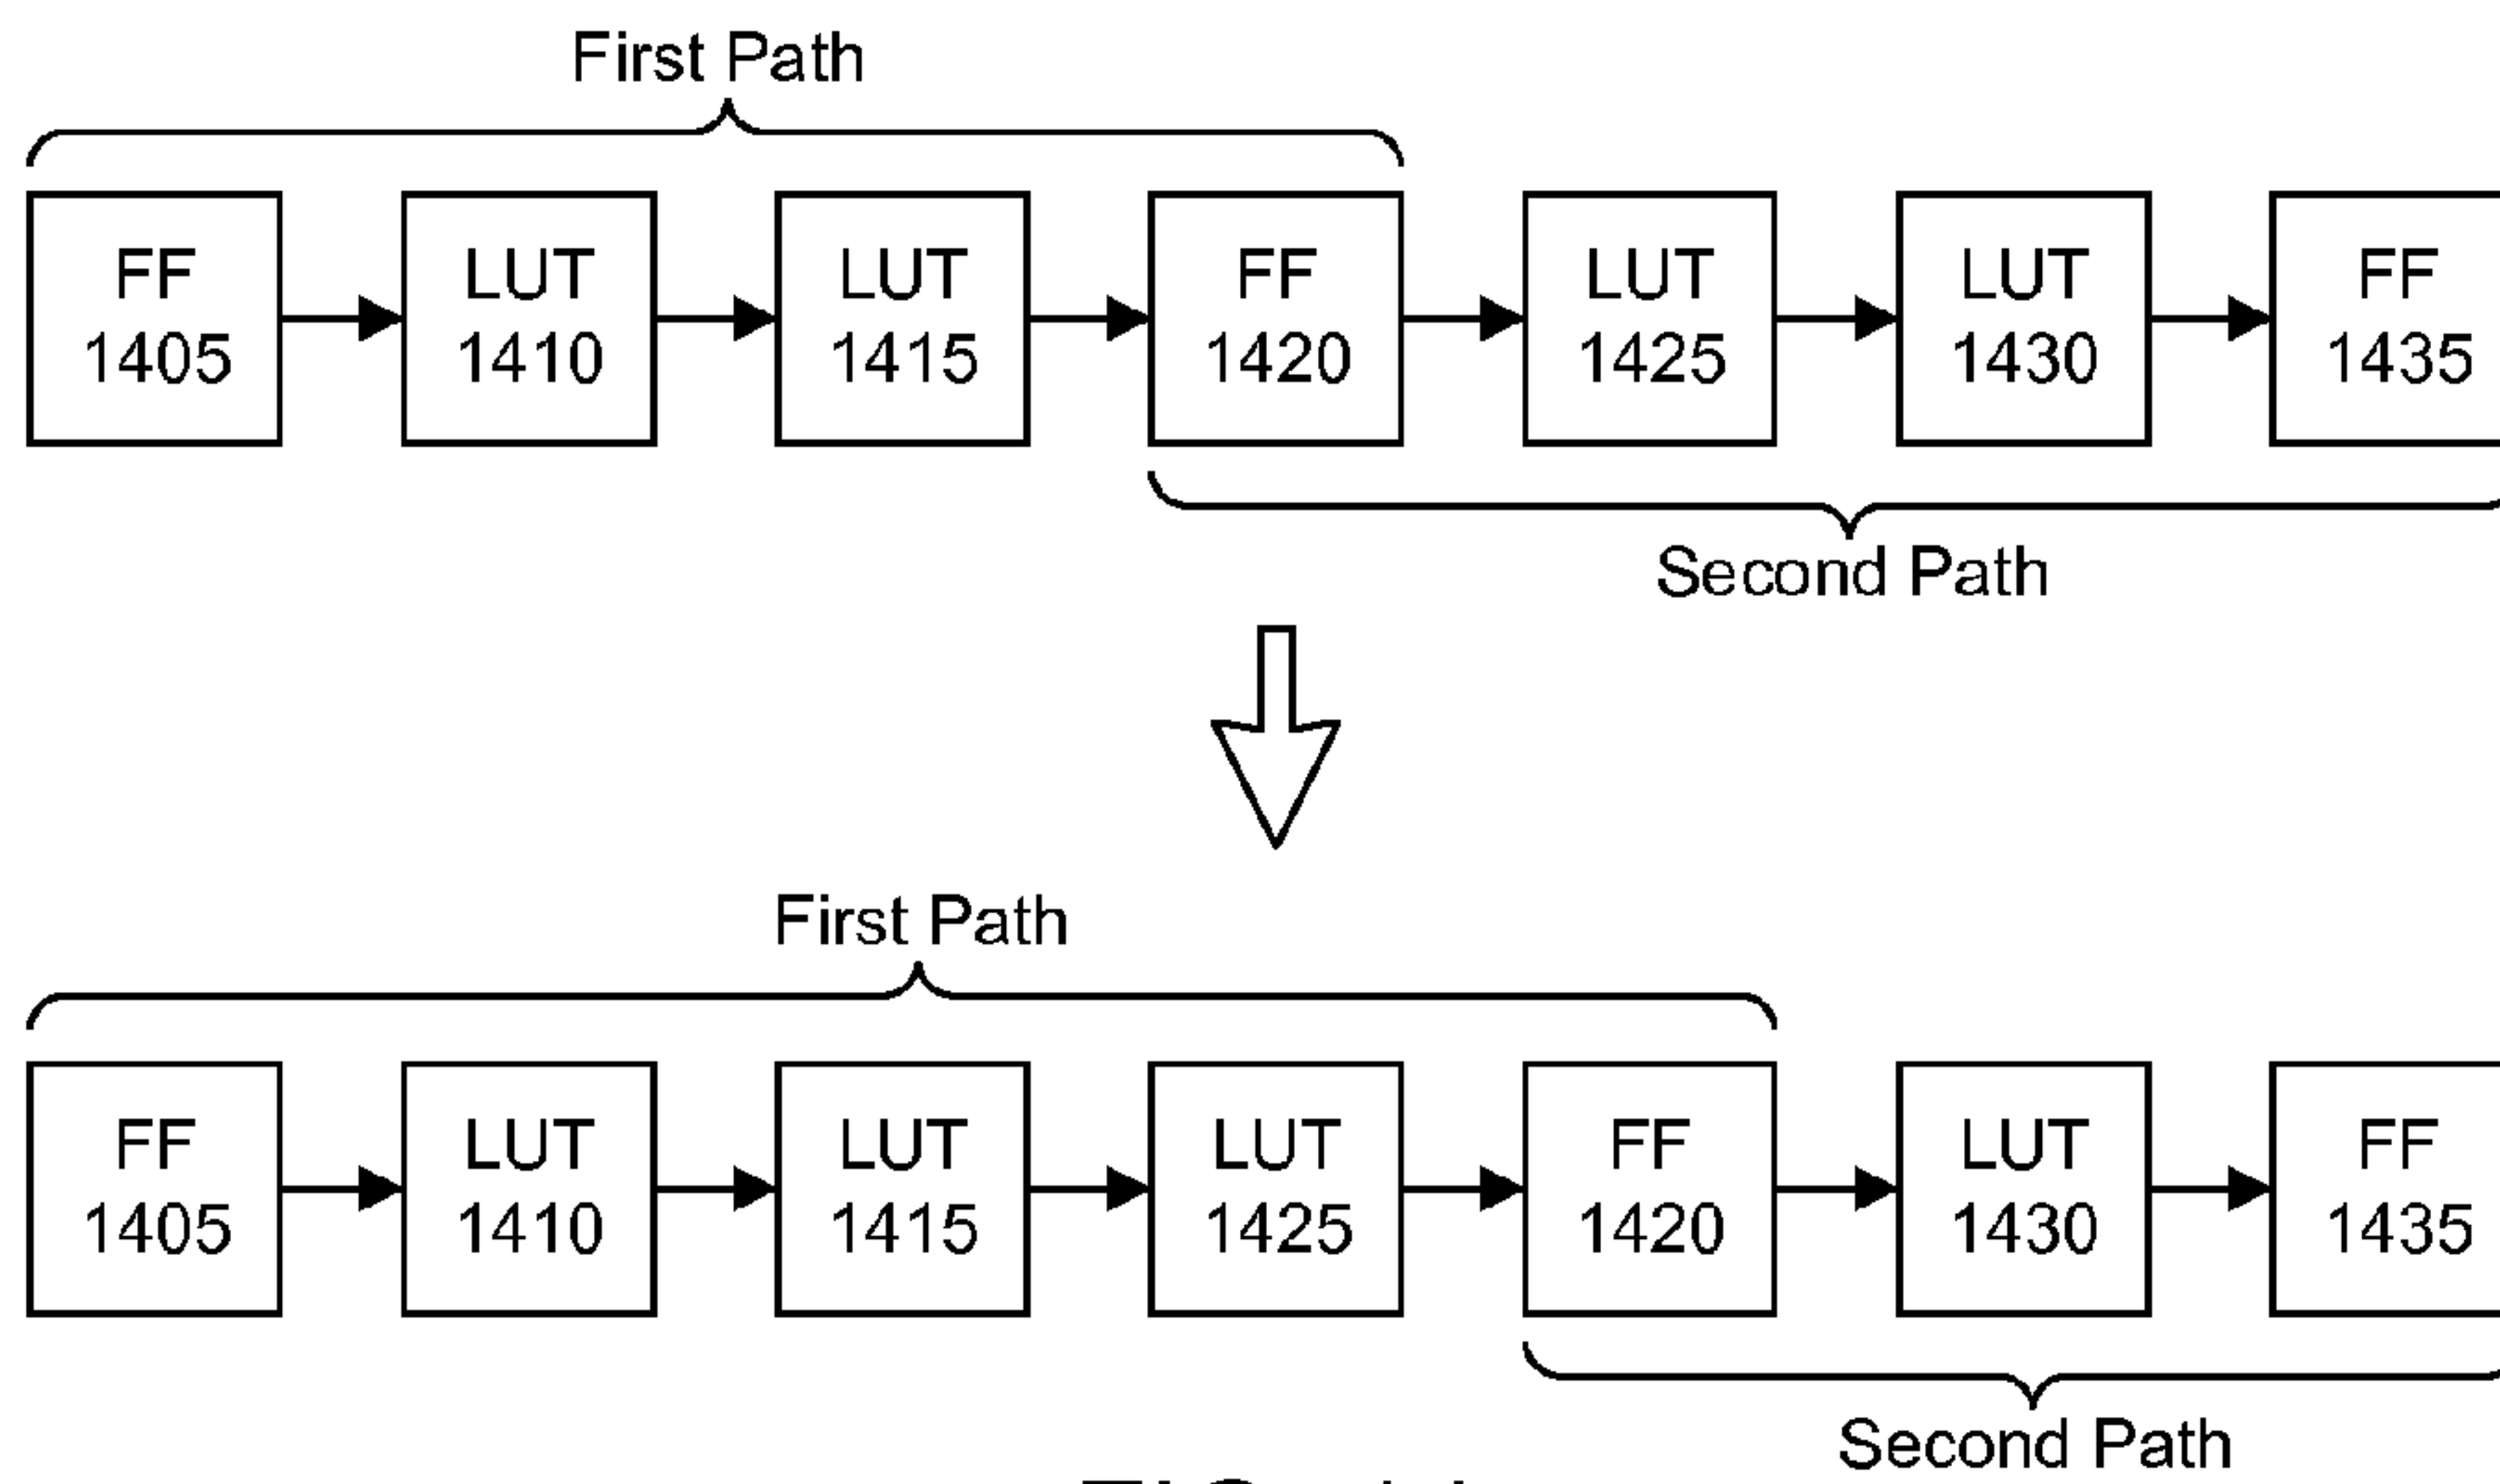 First Path
FF LUT LUT FF LUT LUT FF
1405 1410 1415 1420 1425 1430 1435
Second Path
First Path
FF LUT LUT LUT FF LUT FF
1405 1410 1415 1425 1420 1430 1435
Second Path